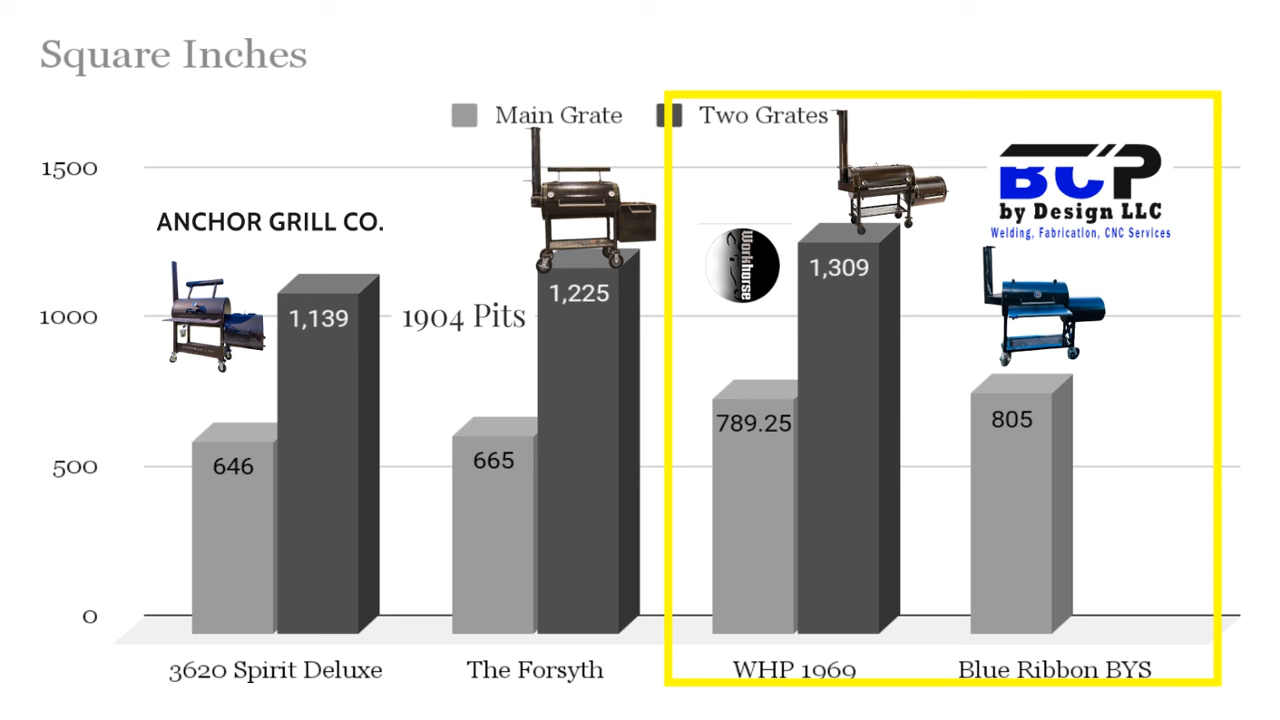 Square Inches
Main Grate
Two Grates
1500
1000
500
0
ANCHOR GRILL CO.
1904 Pits
Workhorse
BCP
by Design LLC
Welding, Fabrication, CNC Services
646
1,139
665
1,225
789.25
1,309
805
3620 Spirit Deluxe
The Forsyth
WHP 1969
Blue Ribbon BYS